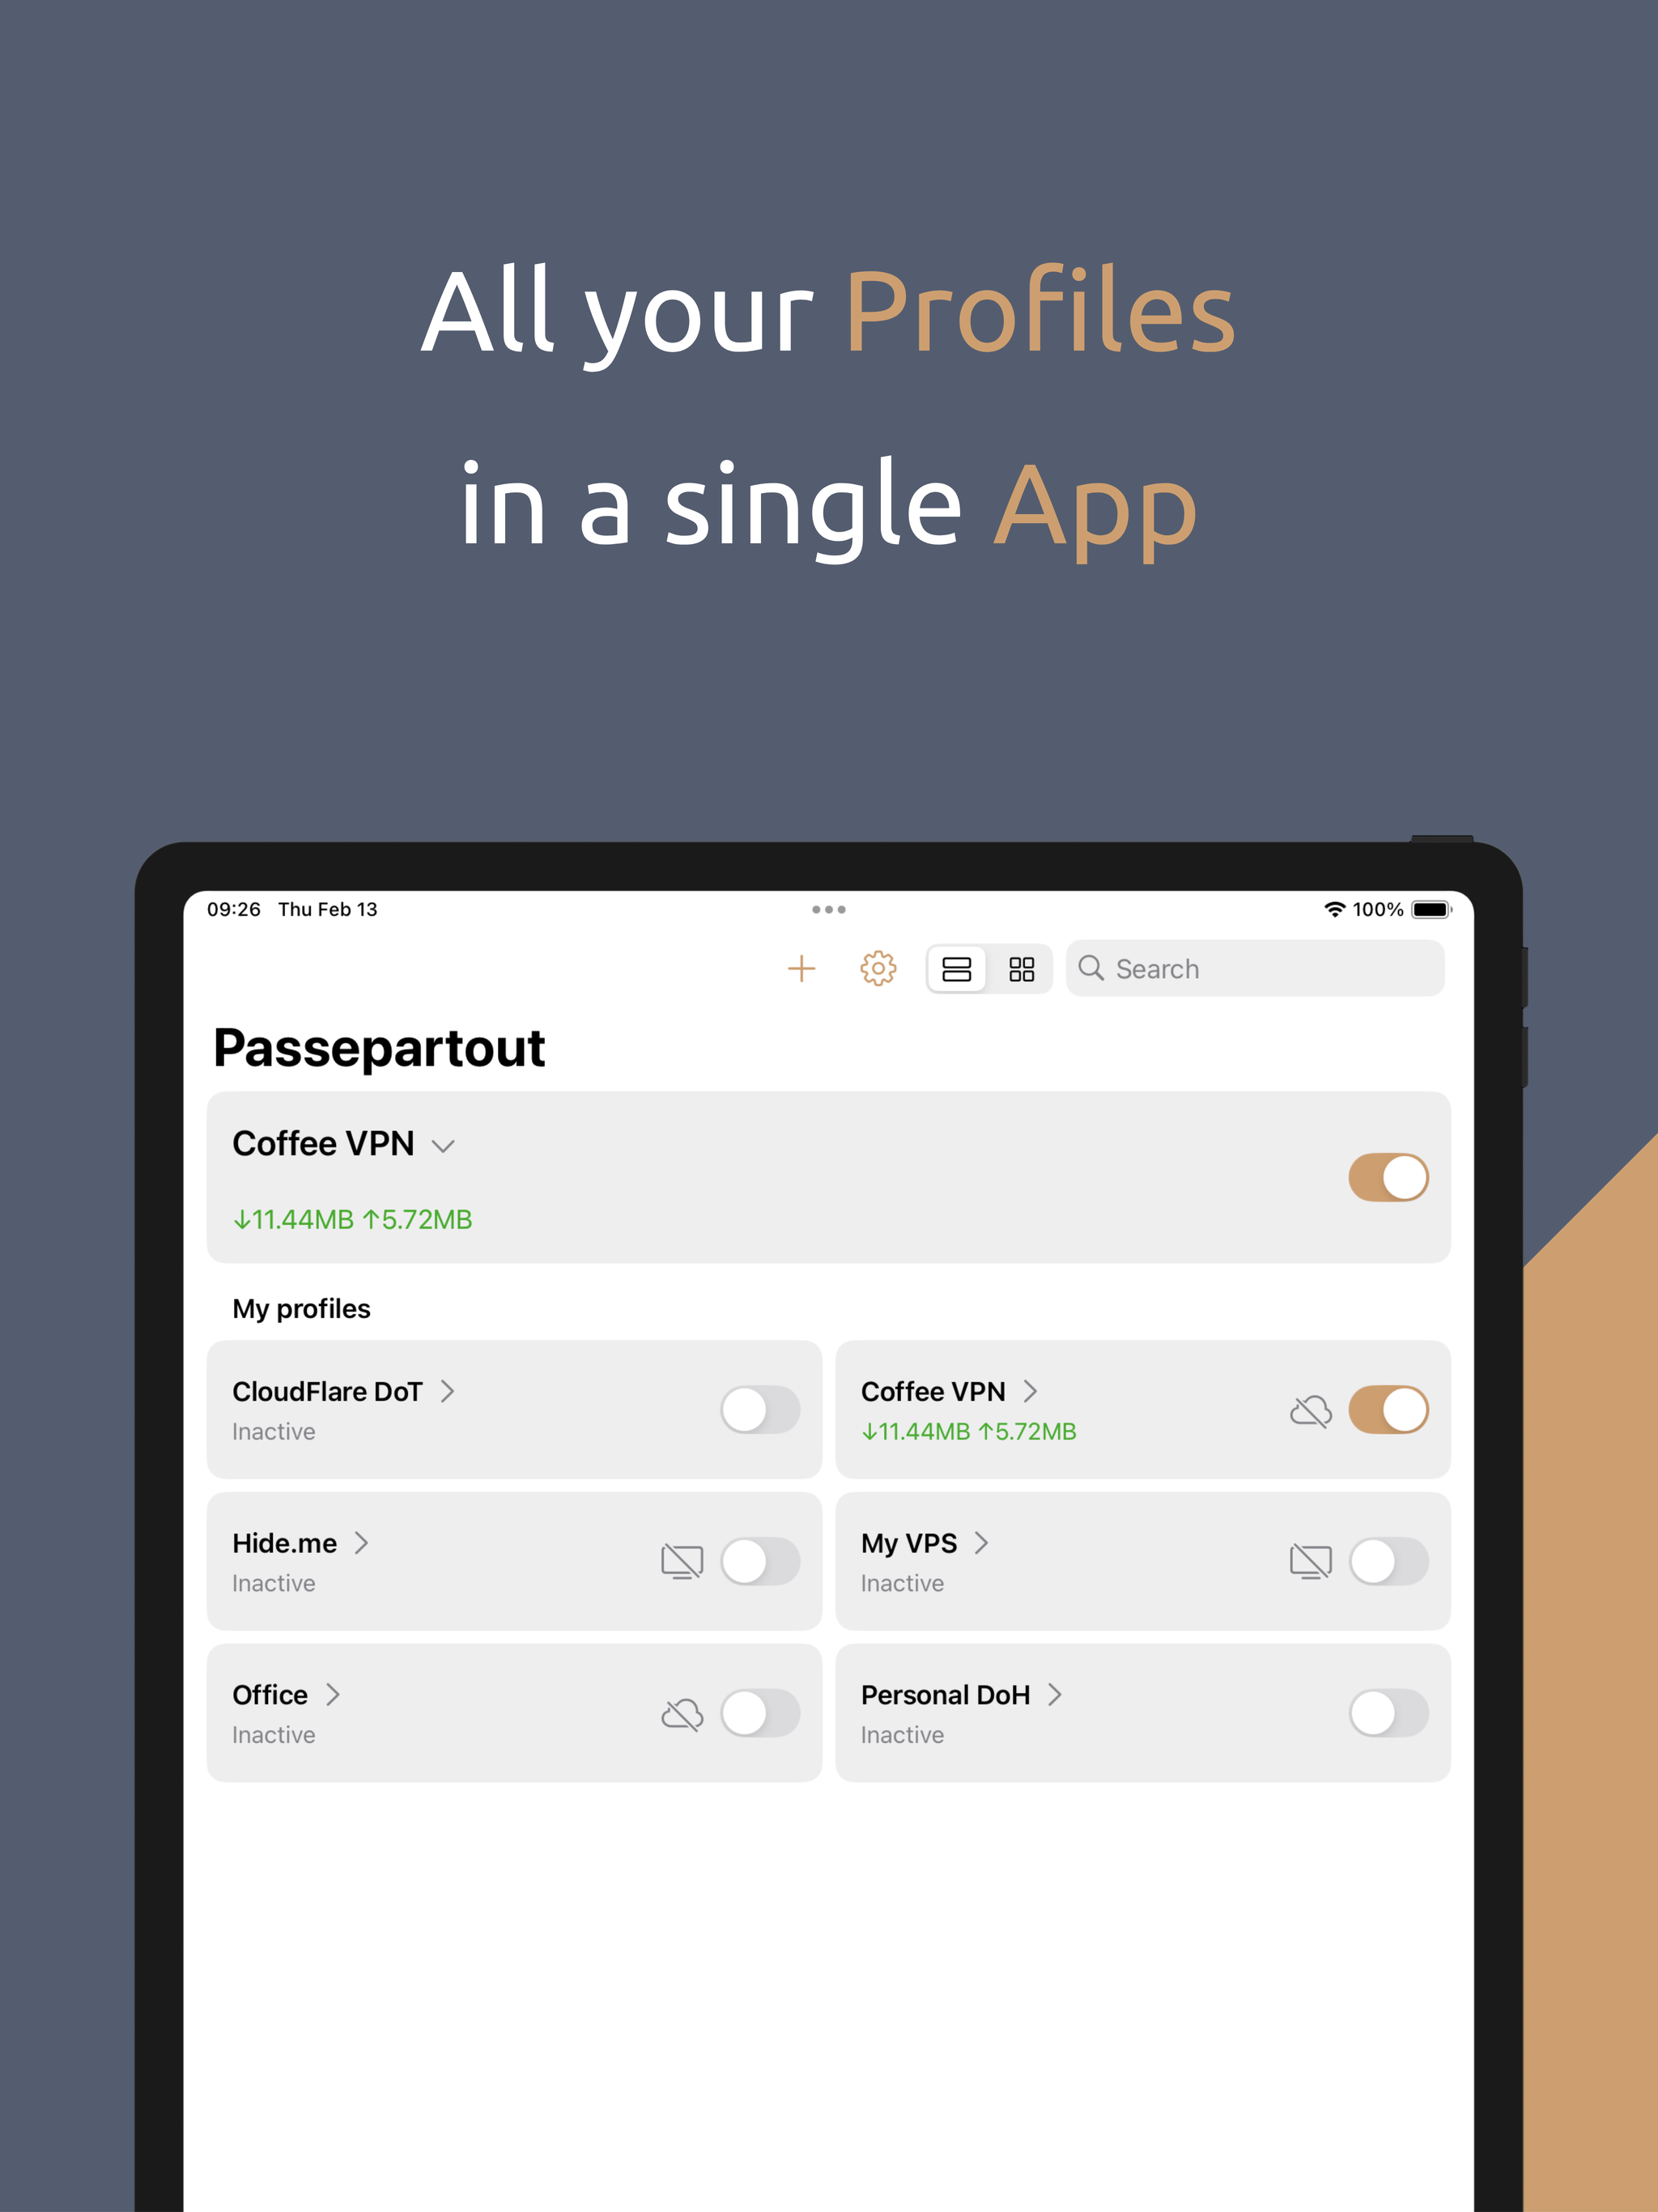 All your Profiles
in a single App
09:26 Thu Feb 13
100%
Search
Passepartout
Coffee VPN
↓11.44MB ↑5.72MB
My profiles
CloudFlare DoT
Inactive
Coffee VPN
↓11.44MB ↑5.72MB
Hide.me
Inactive
My VPS
Inactive
Office
Inactive
Personal DoH
Inactive